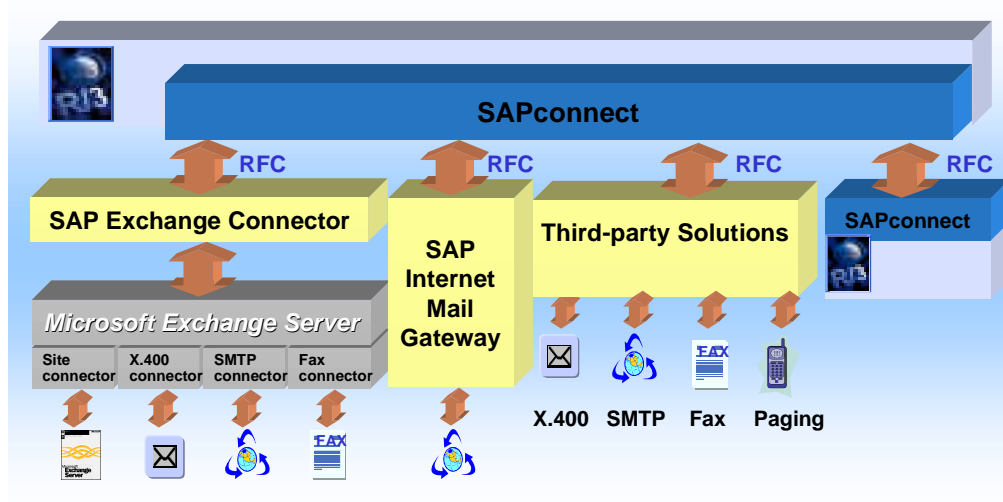 R/3
SAPconnect
RFC
RFC
RFC
RFC
SAP Exchange Connector
SAP
Internet
Mail
Gateway
Third-party Solutions
SAPconnect
R/3
Microsoft Exchange Server
Site
connector
X.400
connector
SMTP
connector
Fax
connector
FAX
X.400
SMTP
Fax
Paging
Microsoft
Exchange
Server
FAX